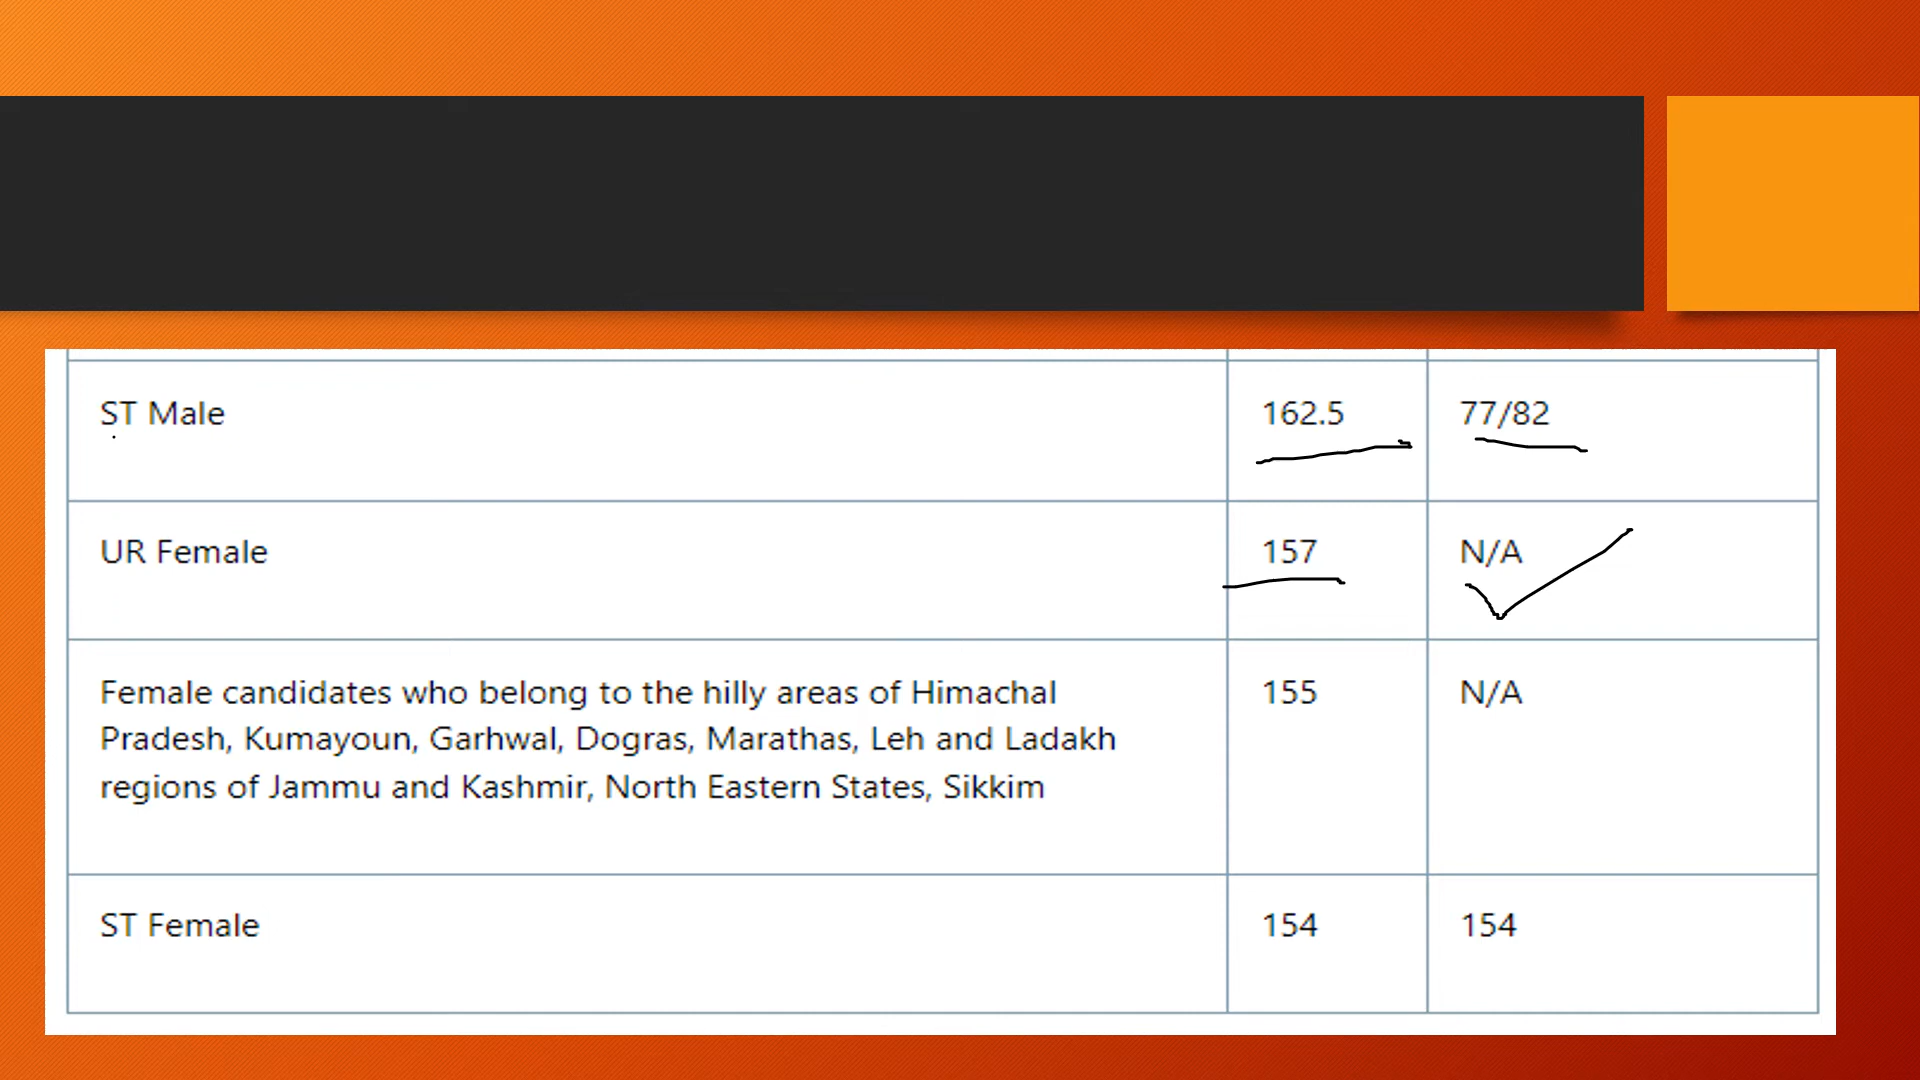 ST Male 162.5 77/82
UR Female 157 N/A
Female candidates who belong to the hilly areas of Himachal 155 N/A
Pradesh, Kumayoun, Garhwal, Dogras, Marathas, Leh and Ladakh
regions of Jammu and Kashmir, North Eastern States, Sikkim
ST Female 154 154